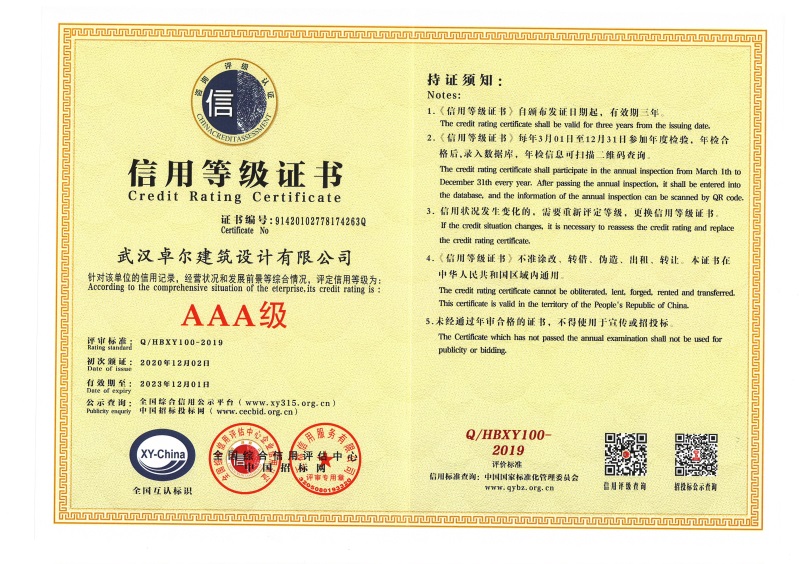 咨询 评级 认证
信
CHINACREDITASSESSMENT
信用等级证书
Credit Rating Certificate
证书编号:91420102778174263Q
Certificate No
武汉卓尔建筑设计有限公司
针对该单位的信用记录，经营状况和发展前景等综合情况，评定信用等级为:
According to the comprehensive situation of the eterprise.its credit rating is :
AAA级
评审标准: Q/HBXY100-2019
Rating standard
初次颁证: 2020年12月02日
Date of issue
有效期至: 2023年12月01日
Date of expiry
公示查询: 全国综合信用公示平台 ( www.xy315.org.cn )
Publicity enquriy 中国招标投标网 ( www.cecbid.org.cn )
XY-China
全国互认标识
全国综合信用评估中心
中国招标网
信
评审专用章
持证须知:
Notes:
1.《信用等级证书》自颁布发证日期起，有效期三年。
The credit rating certificate shall be valid for three years from the issuing date.
2.《信用等级证书》每年3月01日至12月31日参加年度检验，年检合
格后,录入数据库，年检信息可扫描二维码查询。
The credit rating certificate shall participate in the annual inspection from March 1th to
December 31th every year. After passing the annual inspection, it shall be entered into
the database, and the information of the annual inspection can be scanned by QR code.
3. 信用状况发生变化的，需要重新评定等级，更换信用等级证书。
If the credit situation changes, it is necessary to reassess the credit rating and replace
the credit rating certificate.
4.《信用等级证书》不准涂改、转借、伪造、出租、转让。本证书在
中华人民共和国区域内通用。
The credit rating certificate cannot be obliterated, lent, forged, rented and transferred.
This certificate is valid in the territory of the People's Republic of China.
5.未经通过年审合格的证书，不得使用于宣传或招投标。
The Certificate which has not passed the annual examination shall not be used for
publicity or bidding.
Q/HBXY100-
2019
评价标准
信用标准查询: 中国国家标准化管理委员会
www.qybz.org.cn
信用评级查询
招投标公示查询